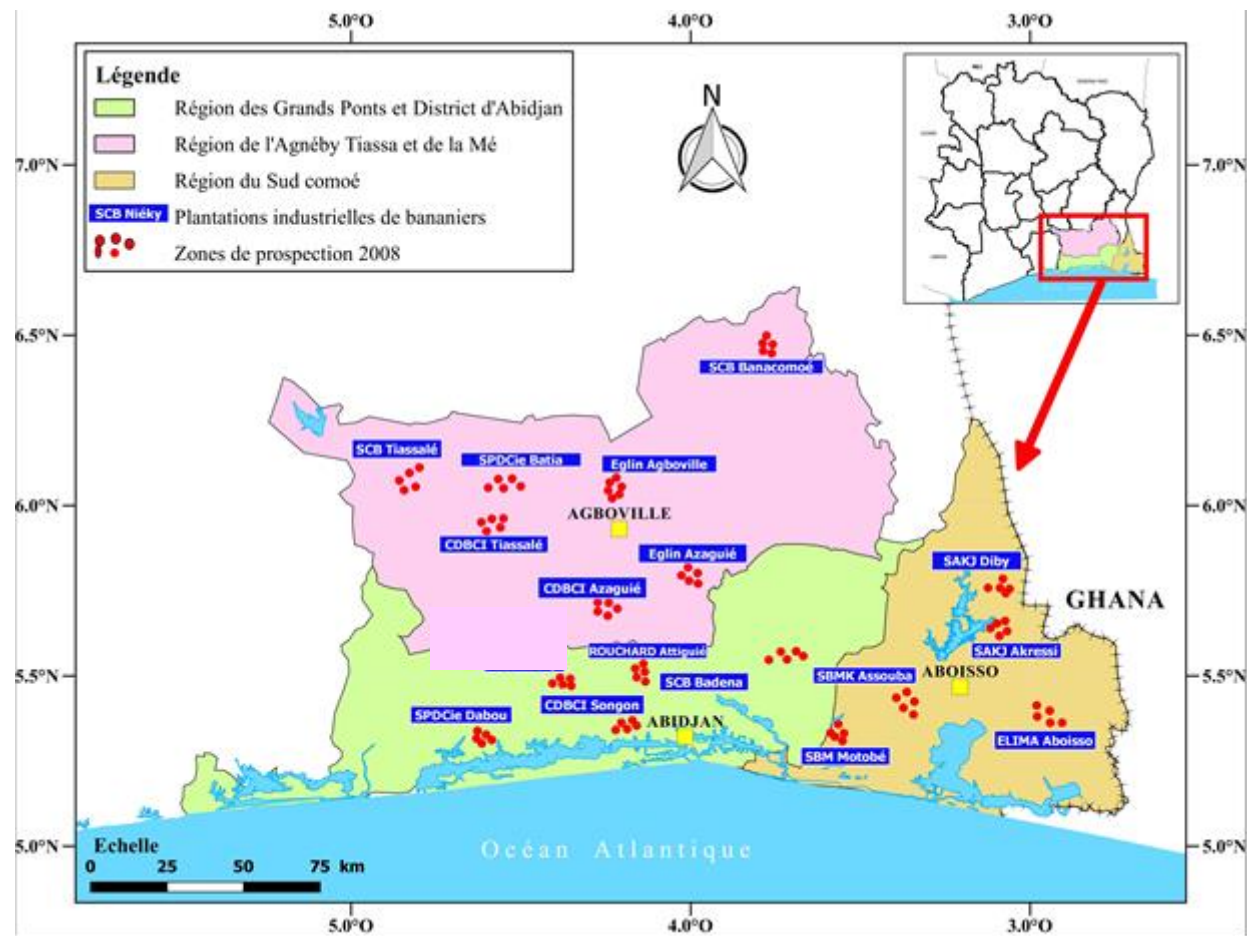 5.0°O 4.0°O 3.0°O
Légende
Région des Grands Ponts et District d'Abidjan
Région de l'Agnéby Tiassa et de la Mé
Région du Sud comoé
SCB Niéky Plantations industrielles de bananiers
Zones de prospection 2008
N
7.0°N 7.0°N
6.5°N 6.5°N
SCB Banacomoé
SCB Tiassalé
SPDCie Batia
Eglin Agboville
6.0°N 6.0°N
AGBOVILLE
CDBCI Tiassalé
Eglin Azaguié
SAKJ Diby
CDBCI Azaguié
GHANA
ROUCHARD Attiguié
SAKJ Akressi
5.5°N 5.5°N
SCB Badena
SBMK Assouba
ABOISSO
CDBCI Songon
SPDCie Dabou
ABIDJAN
ELIMA Aboisso
SBM Motobé
5.0°N 5.0°N
Echelle
Océan Atlantique
0 25 50 75 km
5.0°O 4.0°O 3.0°O